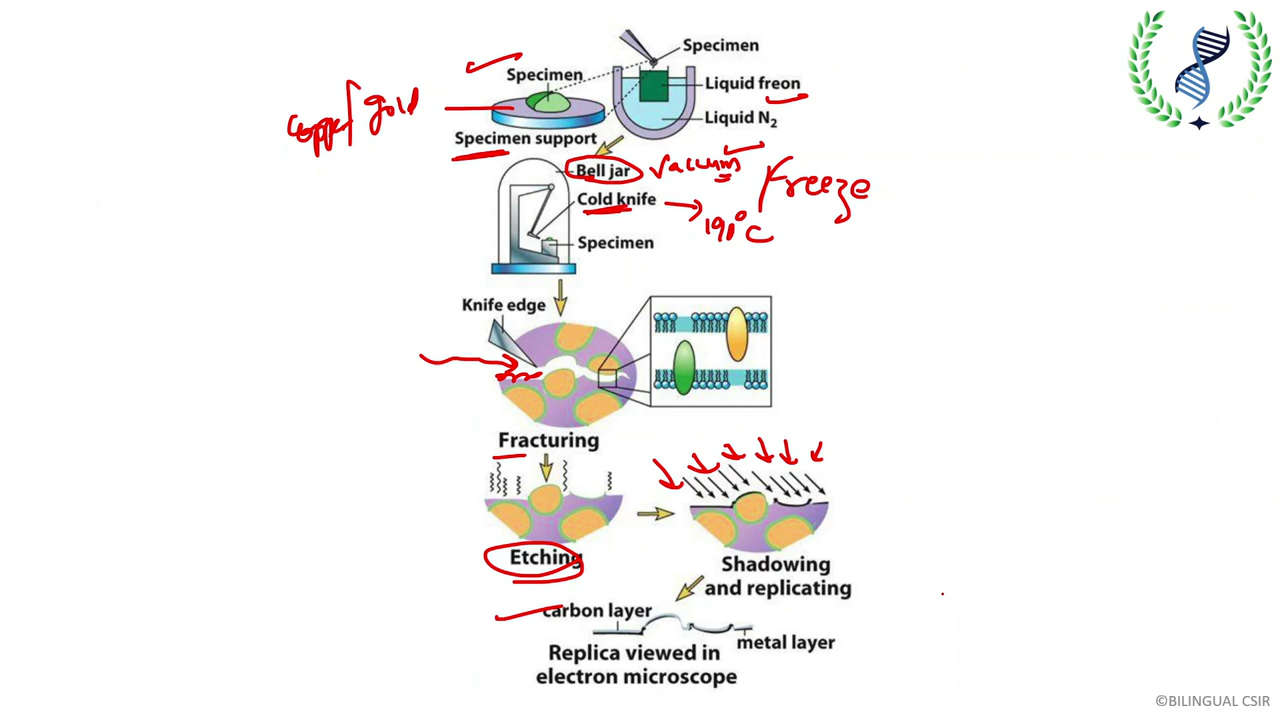 Specimen
Specimen
Liquid freon
gold
Liquid N2
Specimen support
Bell jar
Vacuum
Freeze
Cold knife
190°C
Specimen
Knife edge
Fracturing
Etching
Shadowing
and replicating
carbon layer
metal layer
Replica viewed in
electron microscope
©BILINGUAL CSIR